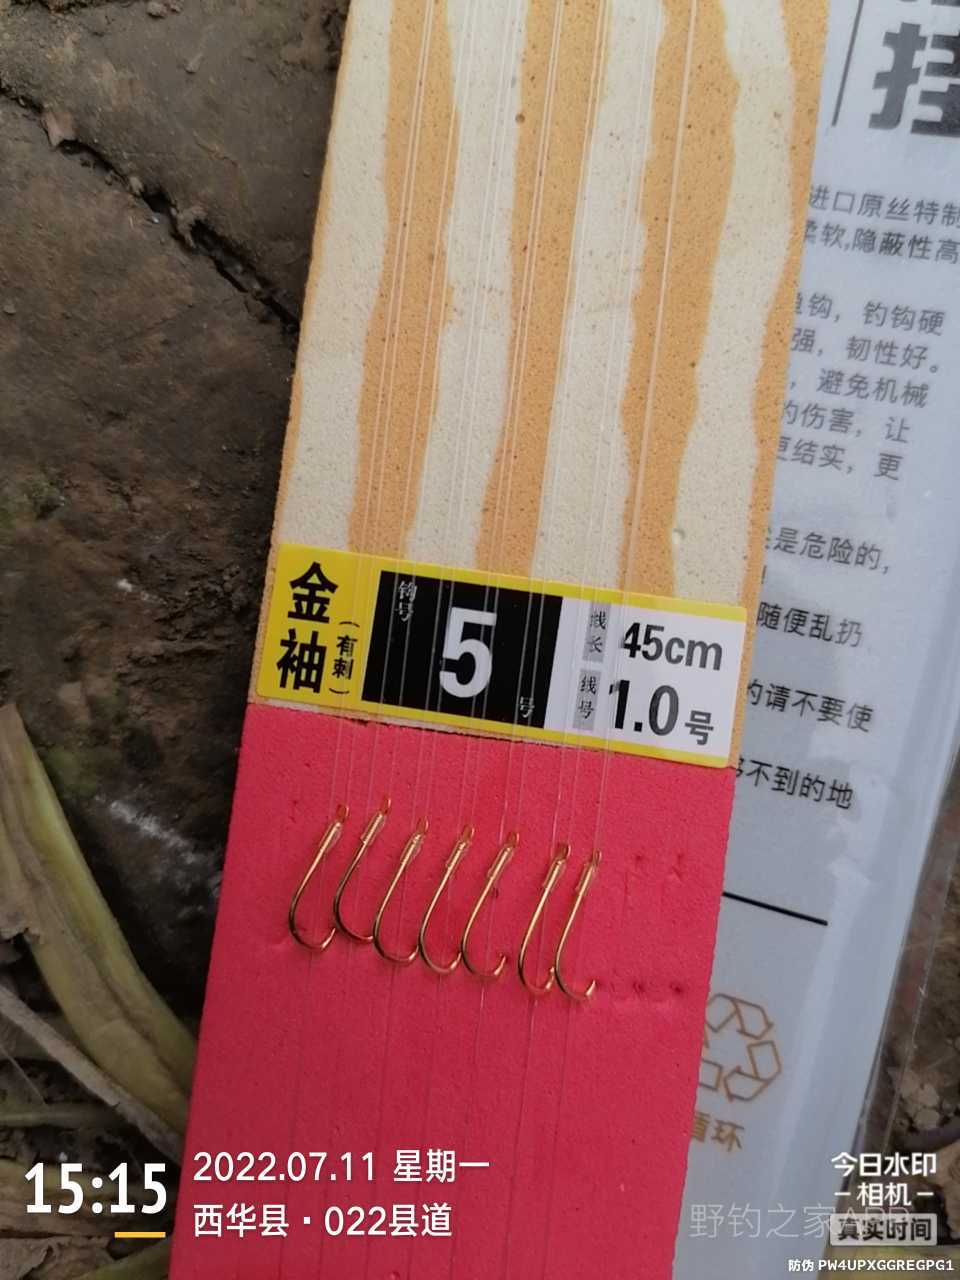 挂
进口原丝特制
柔软,隐蔽性高
鱼钩，钓钩硬
强，韧性好。
，避免机械
的伤害，让
更结实，更
是危险的,
随便乱扔
的请不要使
不到的地
循环
金袖
(有刺)
钩号
5
号
线长
45cm
线号
1.0号
15:15
2022.07.11 星期一
西华县·022县道
野钓之家APP
今日水印
-相机-
真实时间
防伪 PW4UPXGGREGPG1